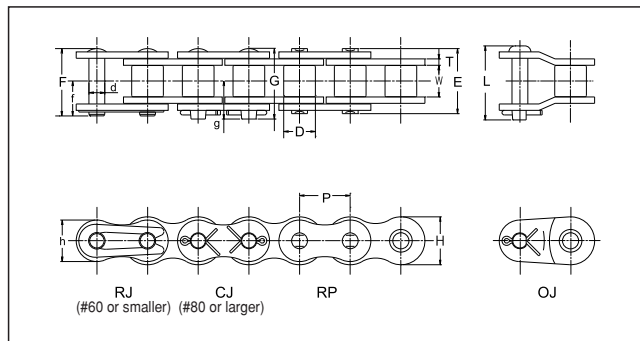 F
f
d
G
g
D
T
W
E
L
P
h
H
RJ
(#60 or smaller)
CJ
(#80 or larger)
RP
OJ